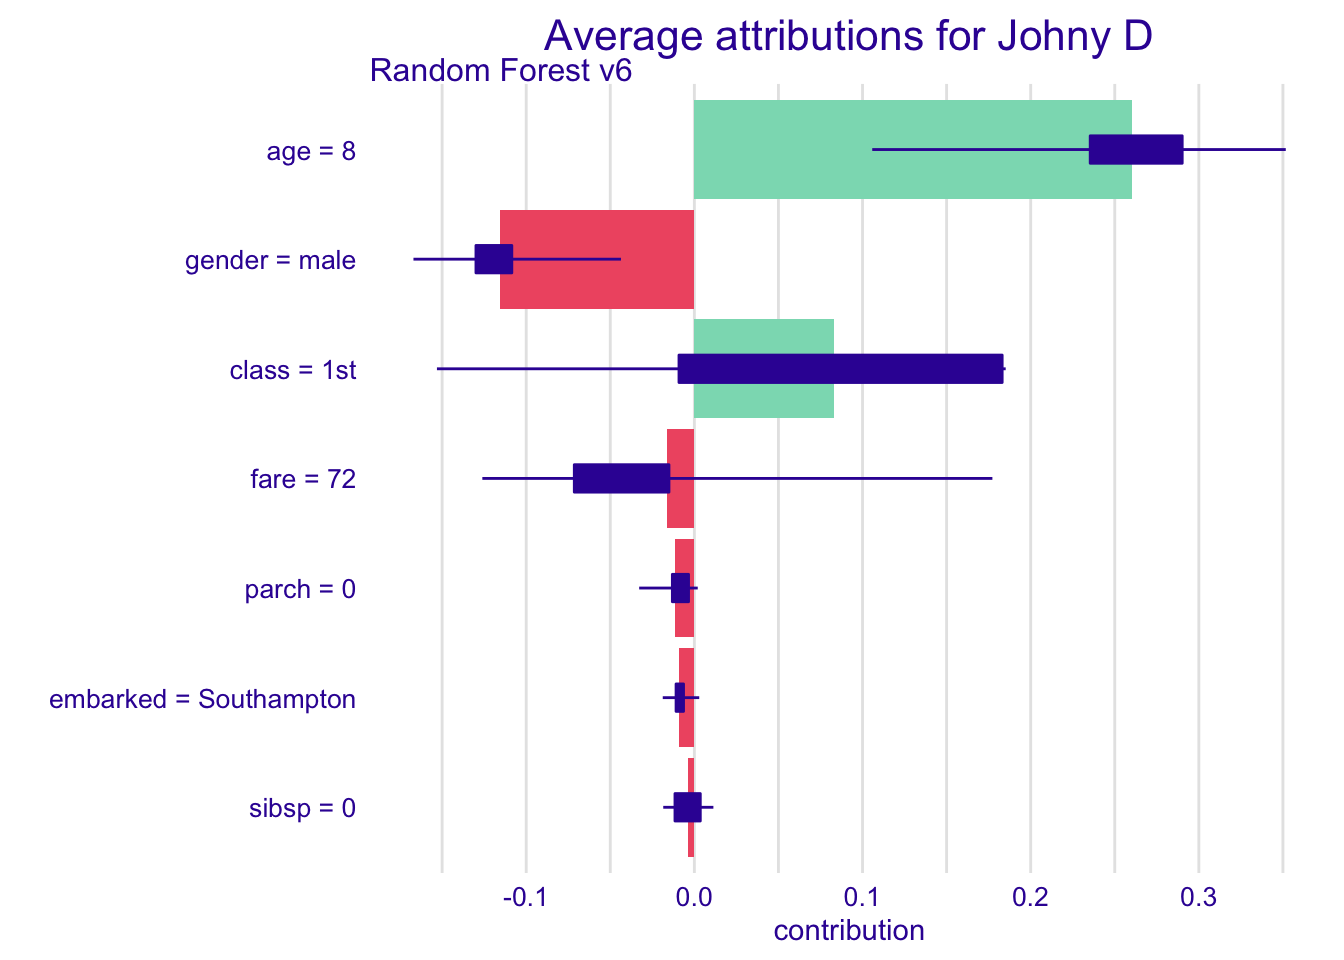 Average attributions for Johny D
Random Forest v6
age = 8
gender = male
class = 1st
fare = 72
parch = 0
embarked = Southampton
sibsp = 0
-0.1 0.0 0.1 0.2 0.3
contribution